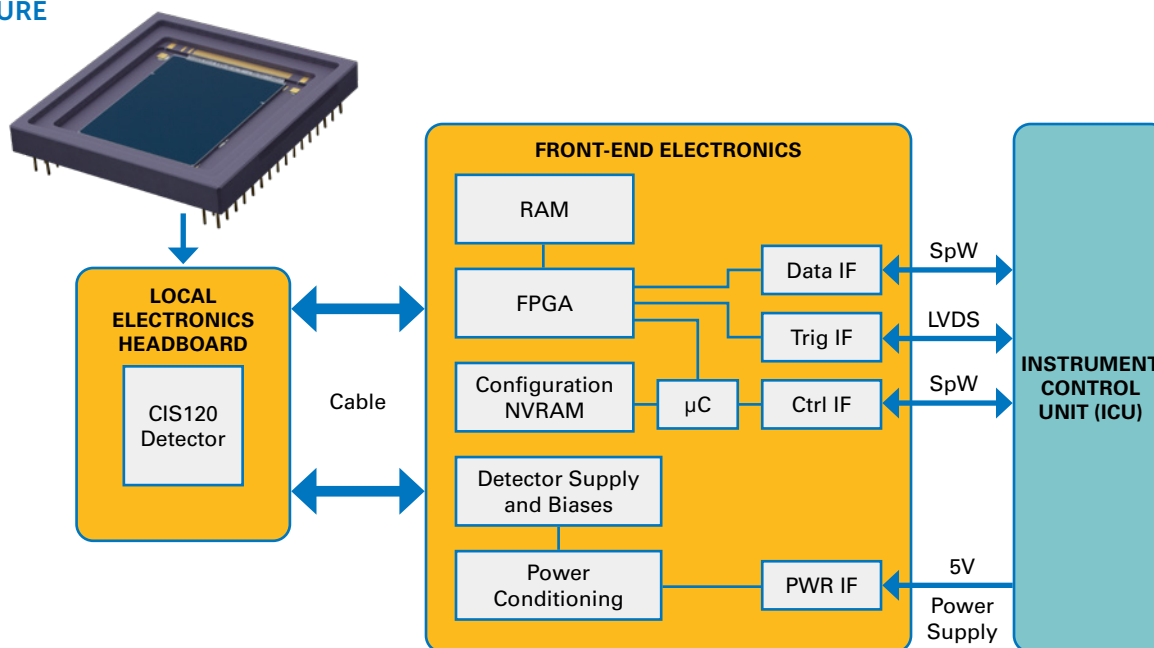 URE
FRONT-END ELECTRONICS
RAM
FPGA
Data IF
SpW
Trig IF
LVDS
Configuration
NVRAM
µC
Ctrl IF
SpW
INSTRUMENT
CONTROL
UNIT (ICU)
LOCAL
ELECTRONICS
HEADBOARD
CIS120
Detector
Cable
Detector Supply
and Biases
Power
Conditioning
PWR IF
5V
Power
Supply